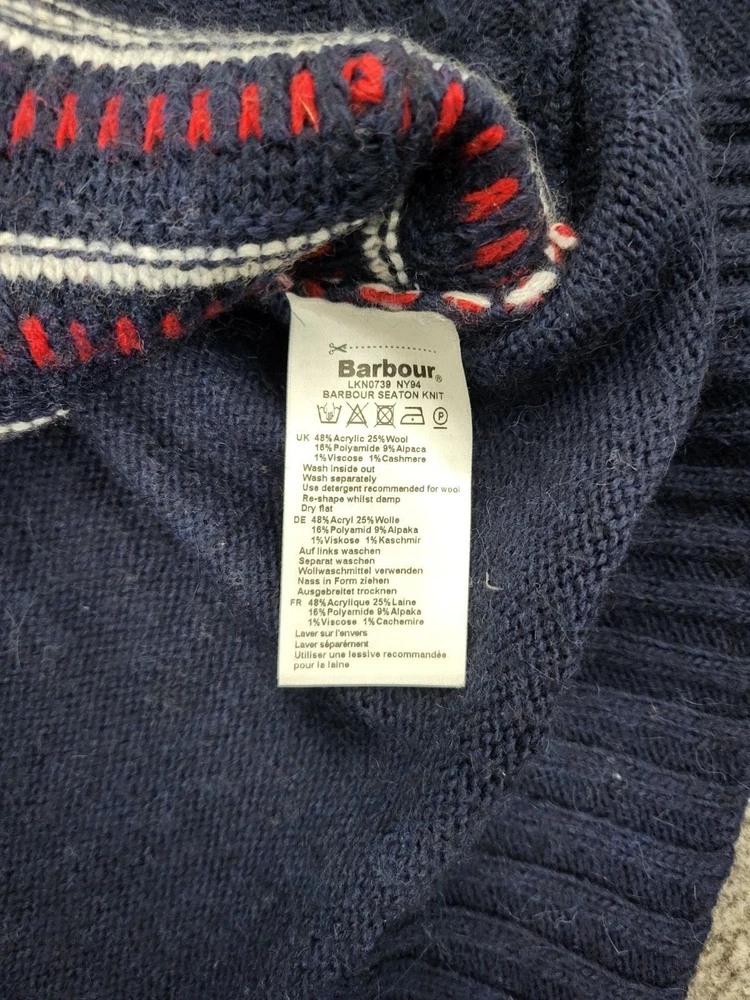 Barbour®
LKN0739 NY94
BARBOUR SEATON KNIT
P
UK 48%Acrylic 25%Wool
16%Polyamide 9%Alpaca
1%Viscose 1%Cashmere
Wash inside out
Wash separately
Use detergent recommended for wool
Re-shape whilst damp
Dry flat
DE 48%Acryl 25%Wolle
16%Polyamid 9%Alpaka
1%Viskose 1%Kaschmir
Auf links waschen
Separat waschen
Wollwaschmittel verwenden
Nass in Form ziehen
Ausgebreitet trocknen
FR 48%Acrylique 25%Laine
16%Polyamide 9%Alpaka
1%Viscose 1%Cachemire
Laver sur l'envers
Laver séparément
Utiliser une lessive recommandée
pour la laine